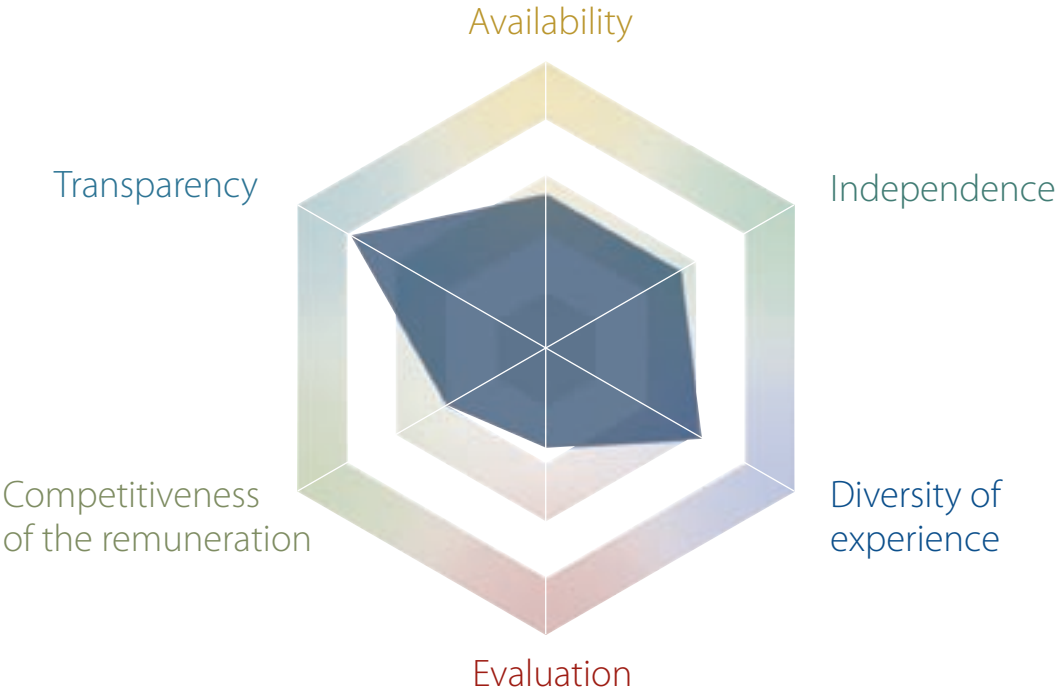 Availability
Transparency
Independence
Competitiveness
of the remuneration
Diversity of
experience
Evaluation